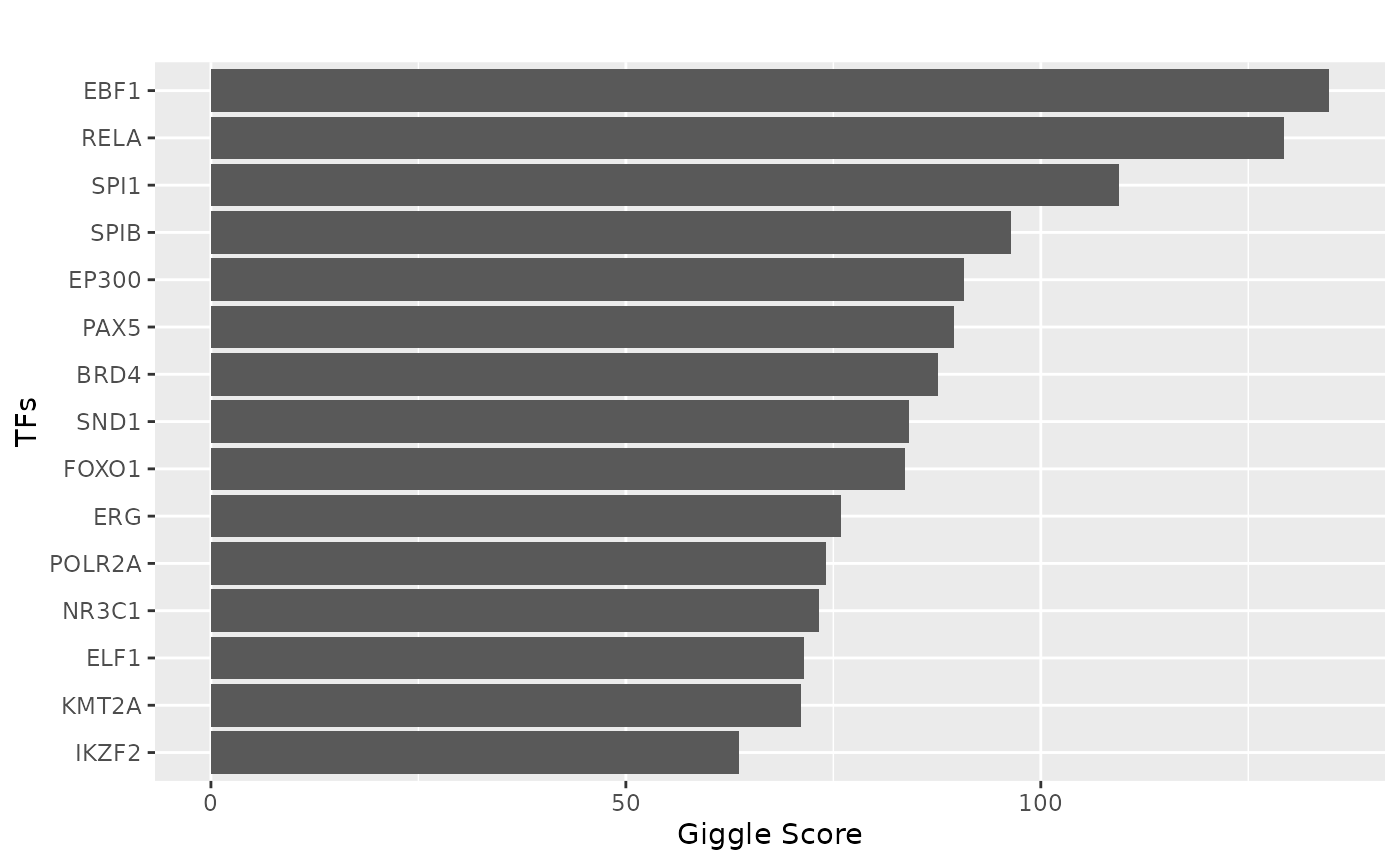 EBF1
RELA
SPI1
SPIB
EP300
PAX5
BRD4
SND1
FOXO1
ERG
POLR2A
NR3C1
ELF1
KMT2A
IKZF2
TFs
0 50 100
Giggle Score